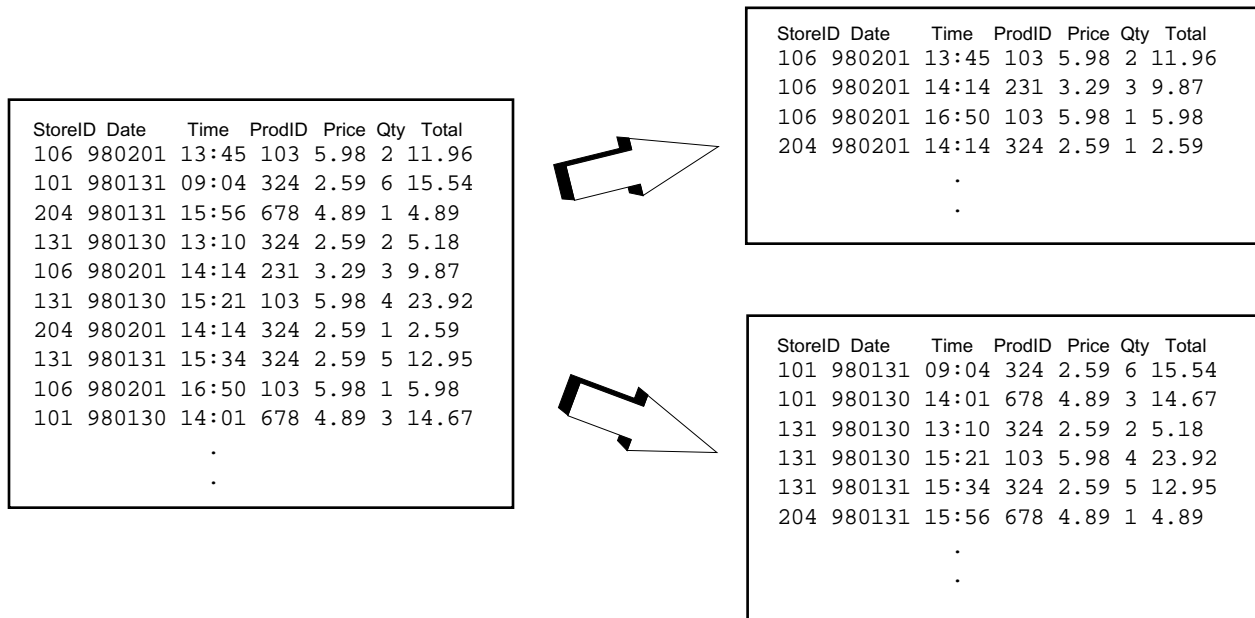 StoreID Date Time ProdID Price Qty Total
106 980201 13:45 103 5.98 2 11.96
101 980131 09:04 324 2.59 6 15.54
204 980131 15:56 678 4.89 1 4.89
131 980130 13:10 324 2.59 2 5.18
106 980201 14:14 231 3.29 3 9.87
131 980130 15:21 103 5.98 4 23.92
204 980201 14:14 324 2.59 1 2.59
131 980131 15:34 324 2.59 5 12.95
106 980201 16:50 103 5.98 1 5.98
101 980130 14:01 678 4.89 3 14.67
.
.
StoreID Date Time ProdID Price Qty Total
106 980201 13:45 103 5.98 2 11.96
106 980201 14:14 231 3.29 3 9.87
106 980201 16:50 103 5.98 1 5.98
204 980201 14:14 324 2.59 1 2.59
.
.
StoreID Date Time ProdID Price Qty Total
101 980131 09:04 324 2.59 6 15.54
101 980130 14:01 678 4.89 3 14.67
131 980130 13:10 324 2.59 2 5.18
131 980130 15:21 103 5.98 4 23.92
131 980131 15:34 324 2.59 5 12.95
204 980131 15:56 678 4.89 1 4.89
.
.